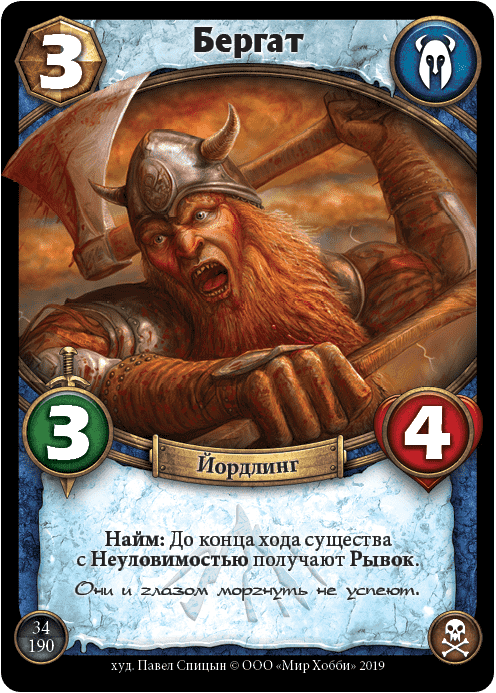 3
Бергат
3
4
Йордлинг
Найм: До конца хода существа
с Неуловимостью получают Рывок.
Они и глазом моргнуть не успеют.
34
190
худ. Павел Спицын © ООО «Мир Хобби» 2019